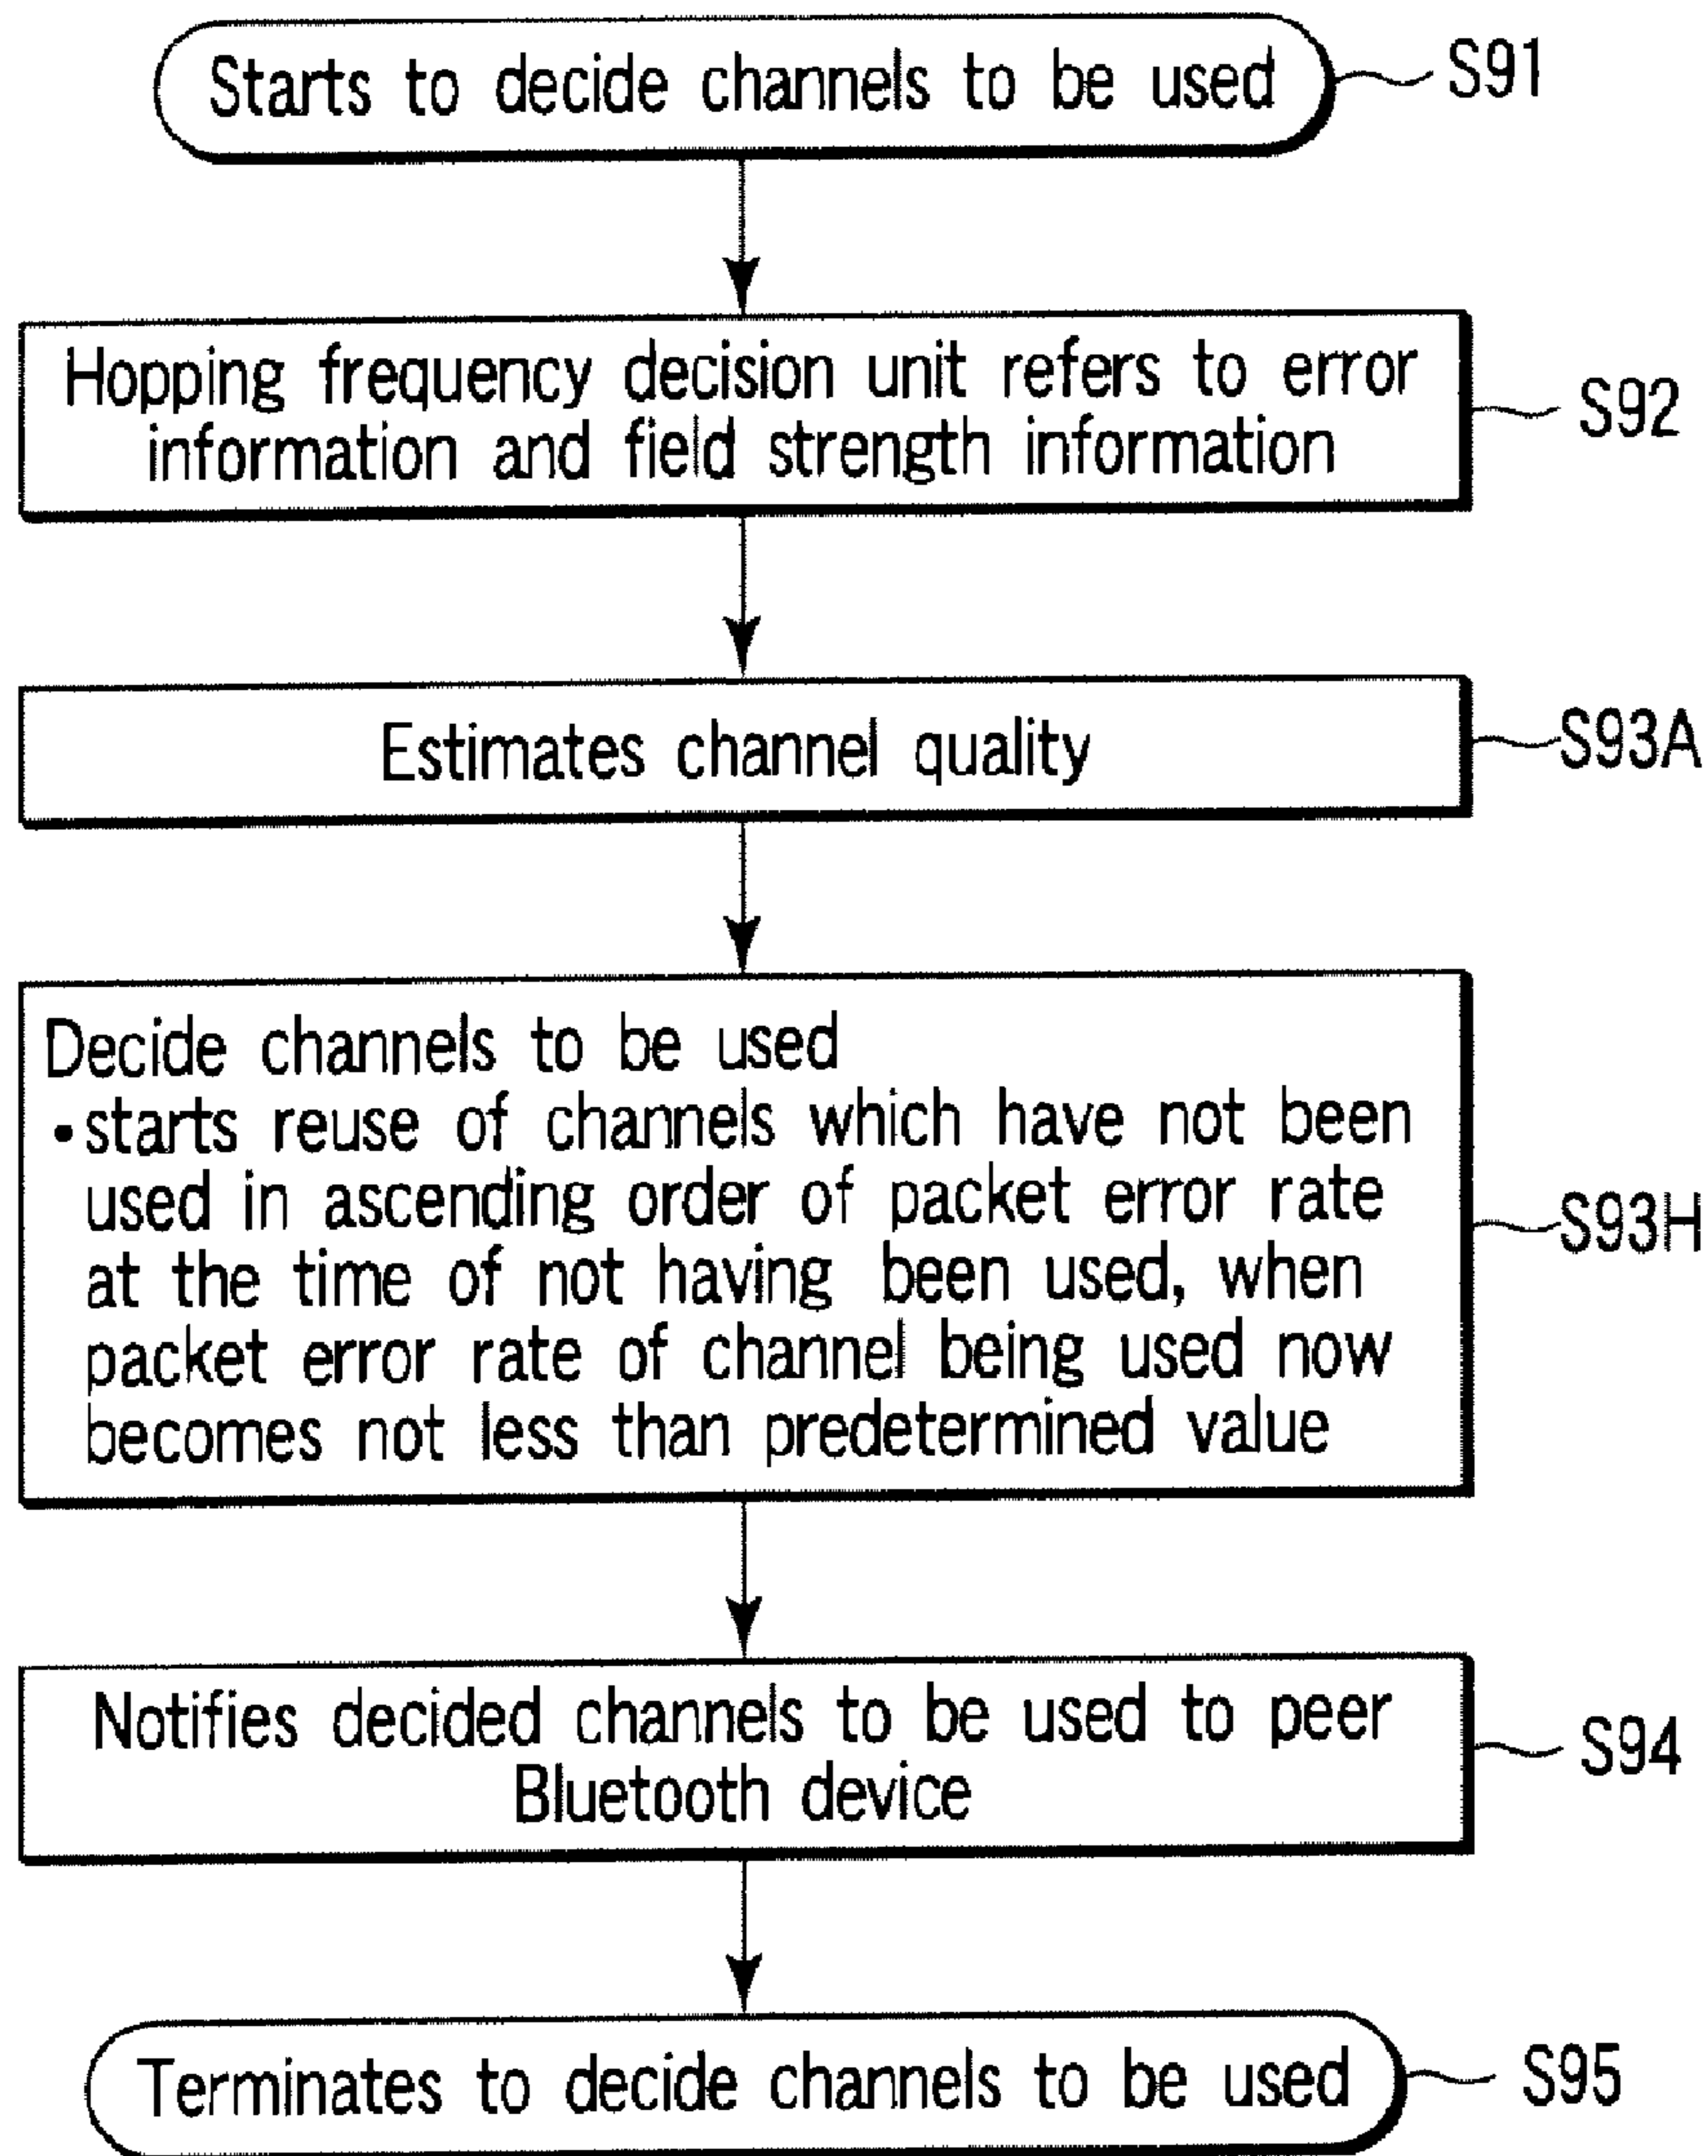 Starts to decide channels to be used
S91
Hopping frequency decision unit refers to error
information and field strength information
S92
Estimates channel quality
S93A
Decide channels to be used
• starts reuse of channels which have not been
used in ascending order of packet error rate
at the time of not having been used, when
packet error rate of channel being used now
becomes not less than predetermined value
S93H
Notifies decided channels to be used to peer
Bluetooth device
S94
Terminates to decide channels to be used
S95